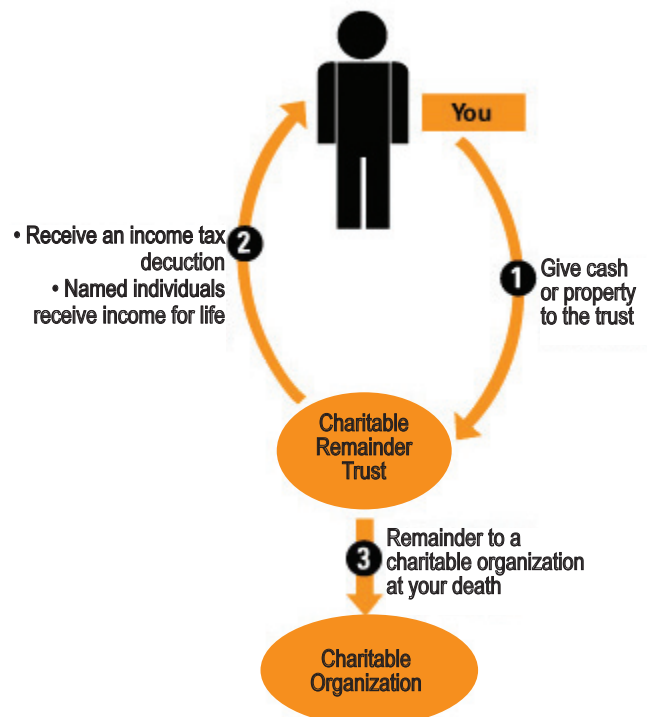 You
1
Give cash
or property
to the trust
2
• Receive an income tax
decuction
• Named individuals
receive income for life
Charitable
Remainder
Trust
3
Remainder to a
charitable organization
at your death
Charitable
Organization